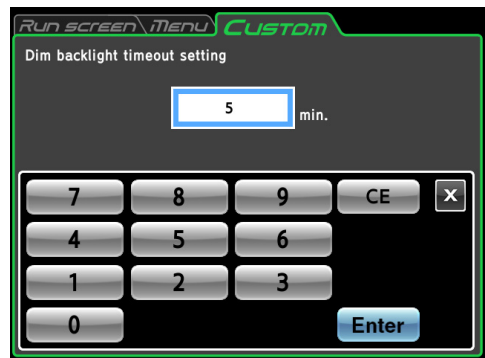 Run screen Menu Custom
Dim backlight timeout setting
5 min.
7 8 9 CE X
4 5 6
1 2 3
0 Enter